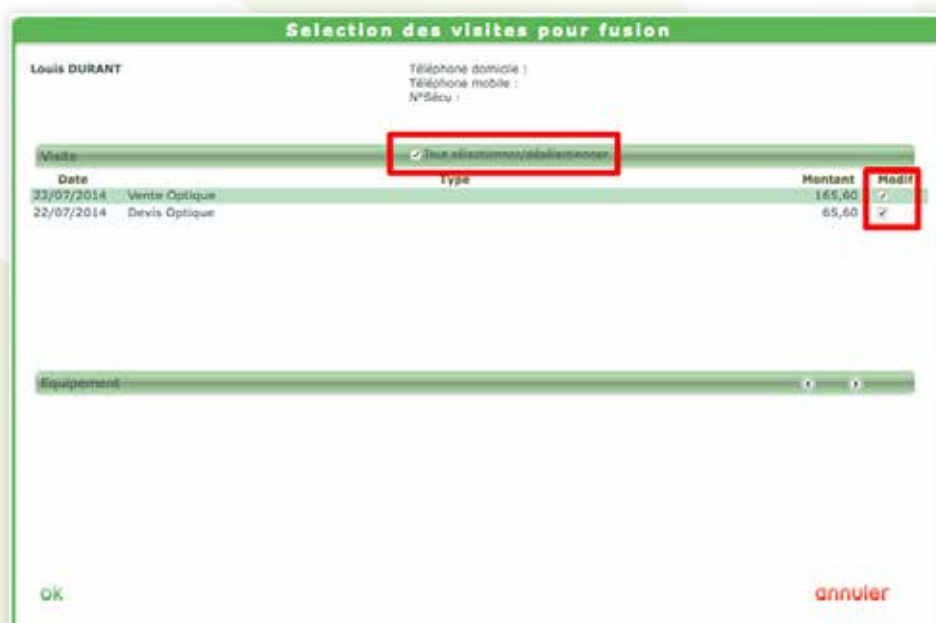 Selection des visites pour fusion
Louis DURANT
Téléphone domicile :
Téléphone mobile :
N°Sécu :
Visite
Tout sélectionner/désélectionner
Date Type Montant Modif
22/07/2014 Vente Optique 165,60
22/07/2014 Devis Optique 65,60
Equipement
ok annuler